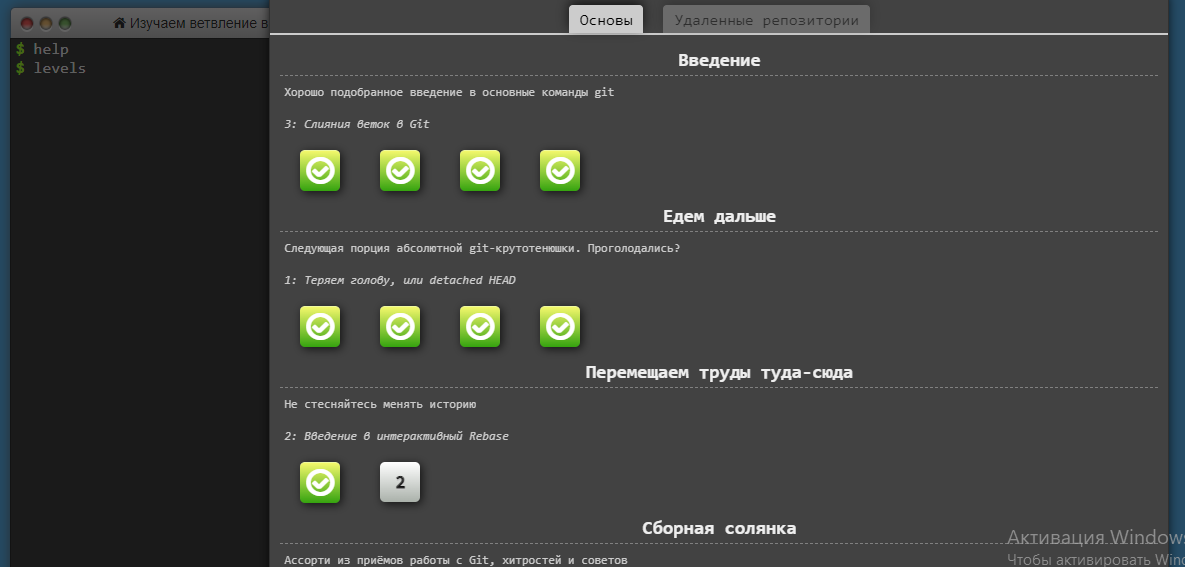 Основы
Удаленные репозитории
Изучаем ветвление в
$ help
$ levels
Введение
Хорошо подобранное введение в основные команды git
3: Слияния веток в Git
Едем дальше
Следующая порция абсолютной git-крутотенюшки. Проголодались?
1: Теряем голову, или detached HEAD
Перемещаем труды туда-сюда
Не стесняйтесь менять историю
2: Введение в интерактивный Rebase
2
Сборная солянка
Ассорти из приёмов работы с Git, хитростей и советов
Активация Windows
Чтобы активировать Win